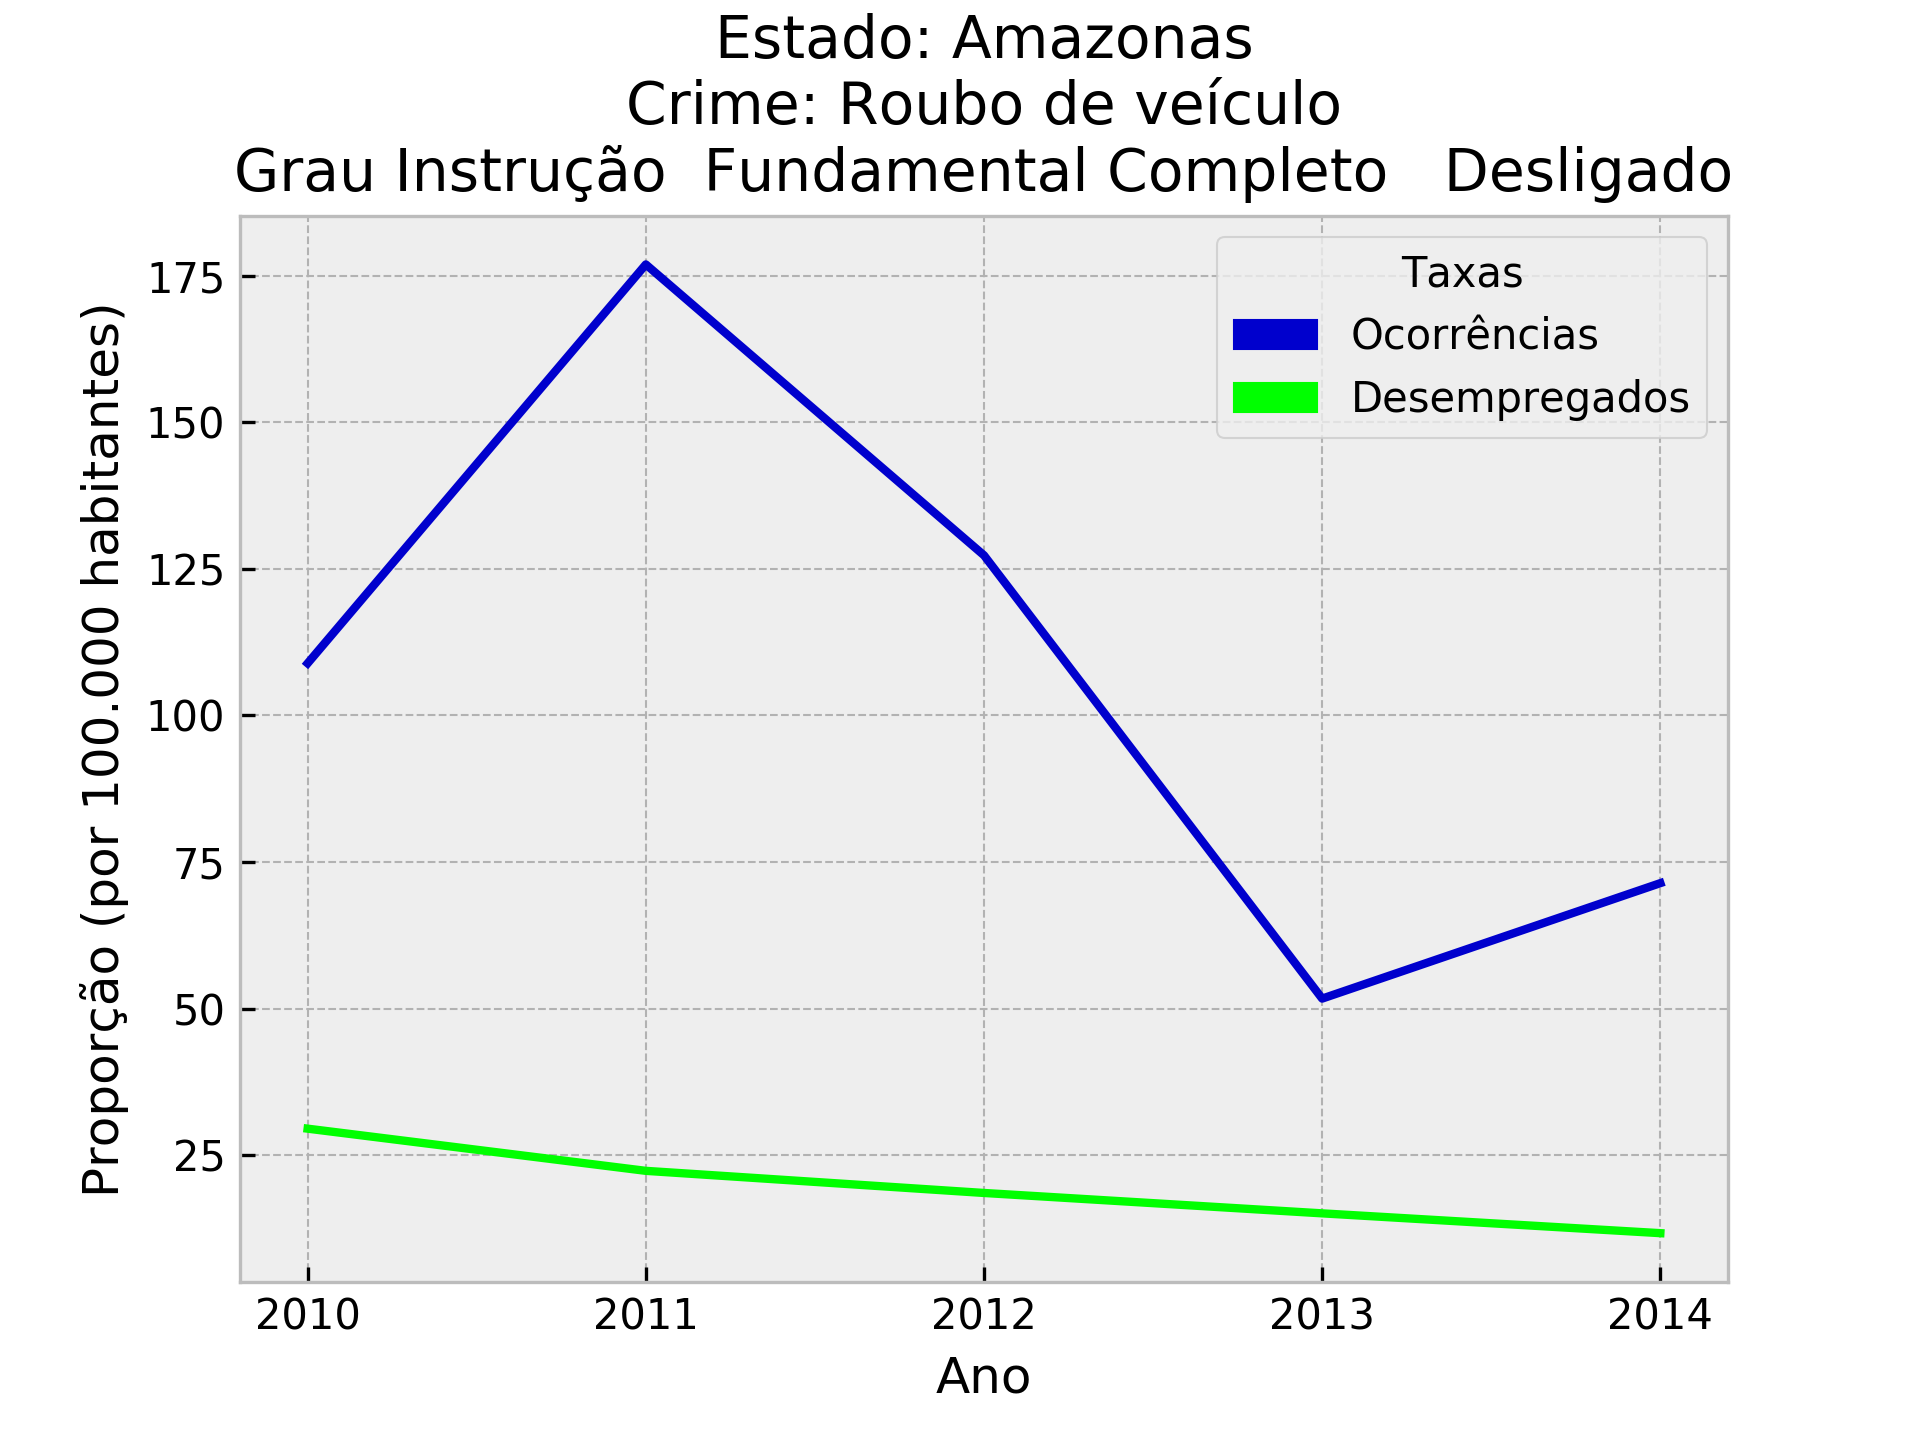 Estado: Amazonas
Crime: Roubo de veículo
Grau Instrução  Fundamental Completo   Desligado
Proporção (por 100.000 habitantes)
175
150
125
100
75
50
25
Taxas
Ocorrências
Desempregados
2010 2011 2012 2013 2014
Ano